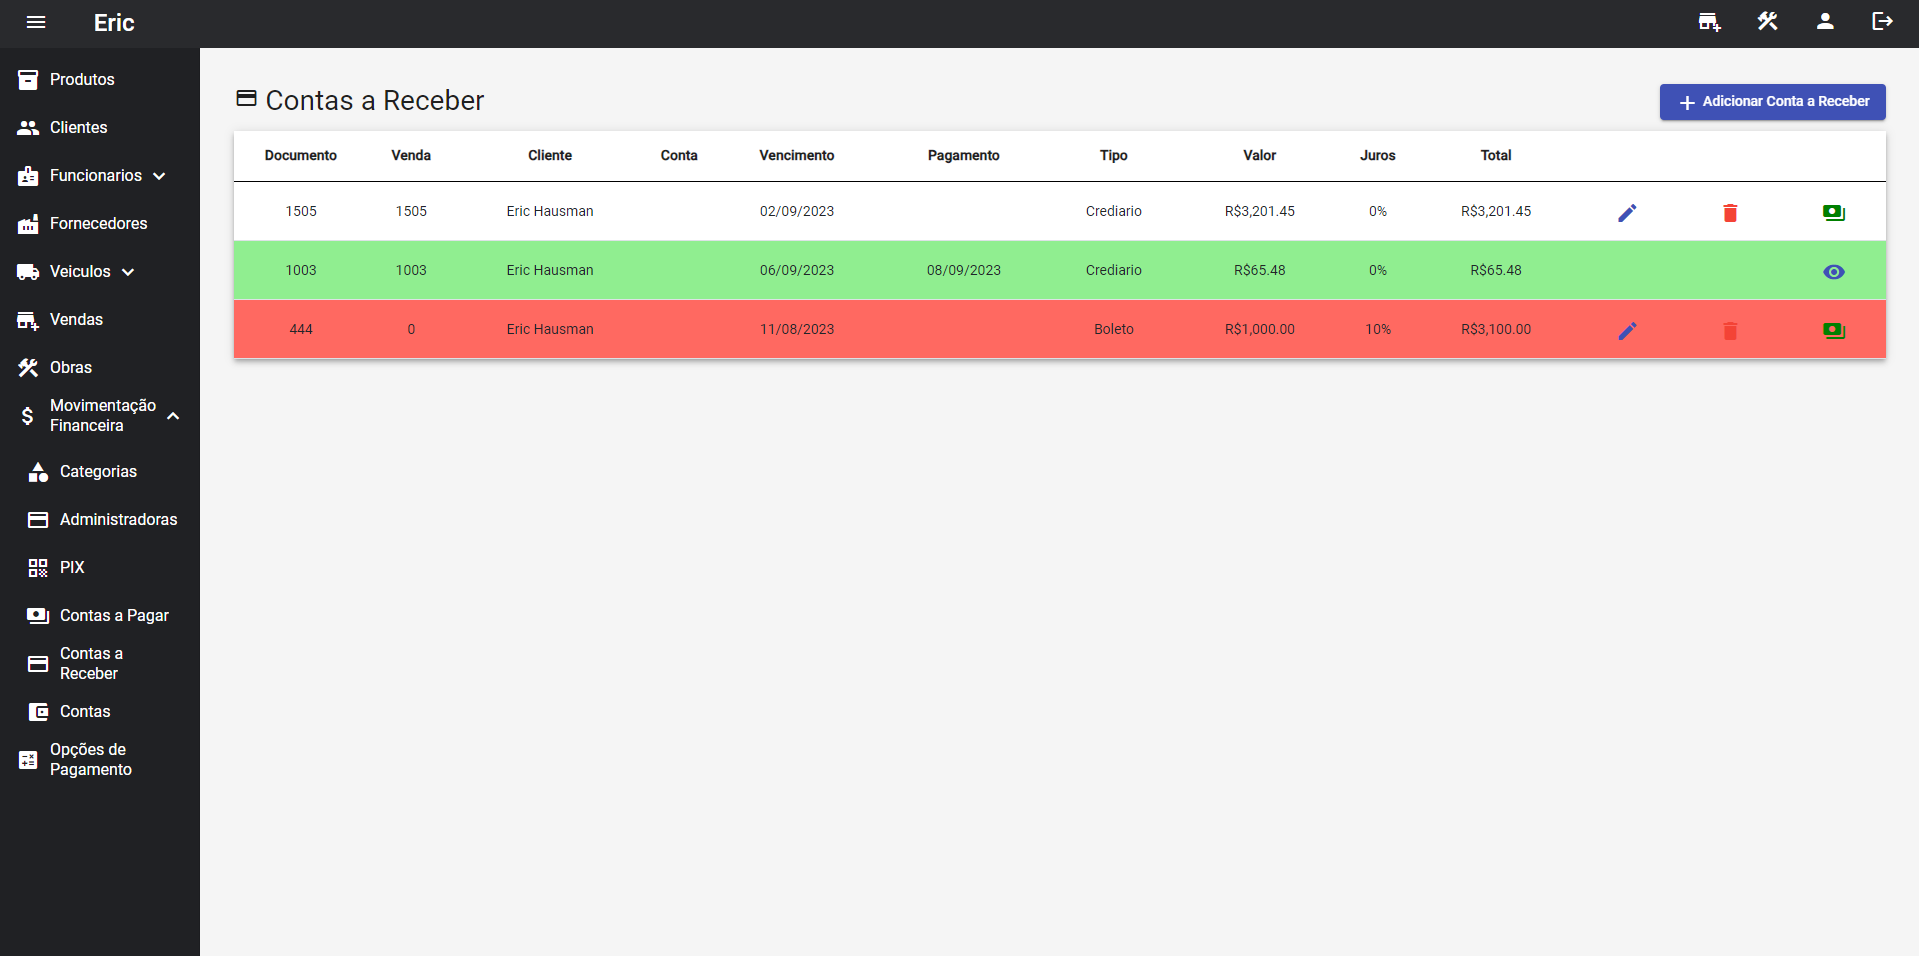 Eric
Produtos
Clientes
Funcionarios
Fornecedores
Veiculos
Vendas
Obras
Movimentação
Financeira
Categorias
Administradoras
PIX
Contas a Pagar
Contas a
Receber
Contas
Opções de
Pagamento
Contas a Receber
Adicionar Conta a Receber
Documento Venda Cliente Conta Vencimento Pagamento Tipo Valor Juros Total
1505 1505 Eric Hausman 02/09/2023 Crediario R$3,201.45 0% R$3,201.45
1003 1003 Eric Hausman 06/09/2023 08/09/2023 Crediario R$65.48 0% R$65.48
444 0 Eric Hausman 11/08/2023 Boleto R$1,000.00 10% R$3,100.00